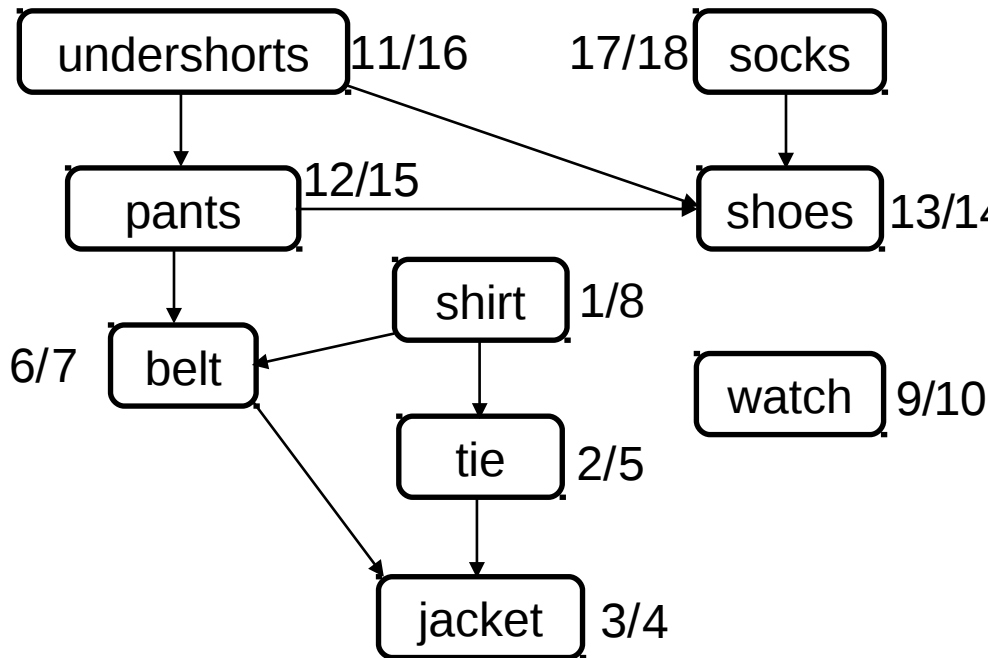 undershorts 11/16 17/18 socks
pants 12/15 shoes 13/14
shirt 1/8
6/7 belt
watch 9/10
tie 2/5
jacket 3/4